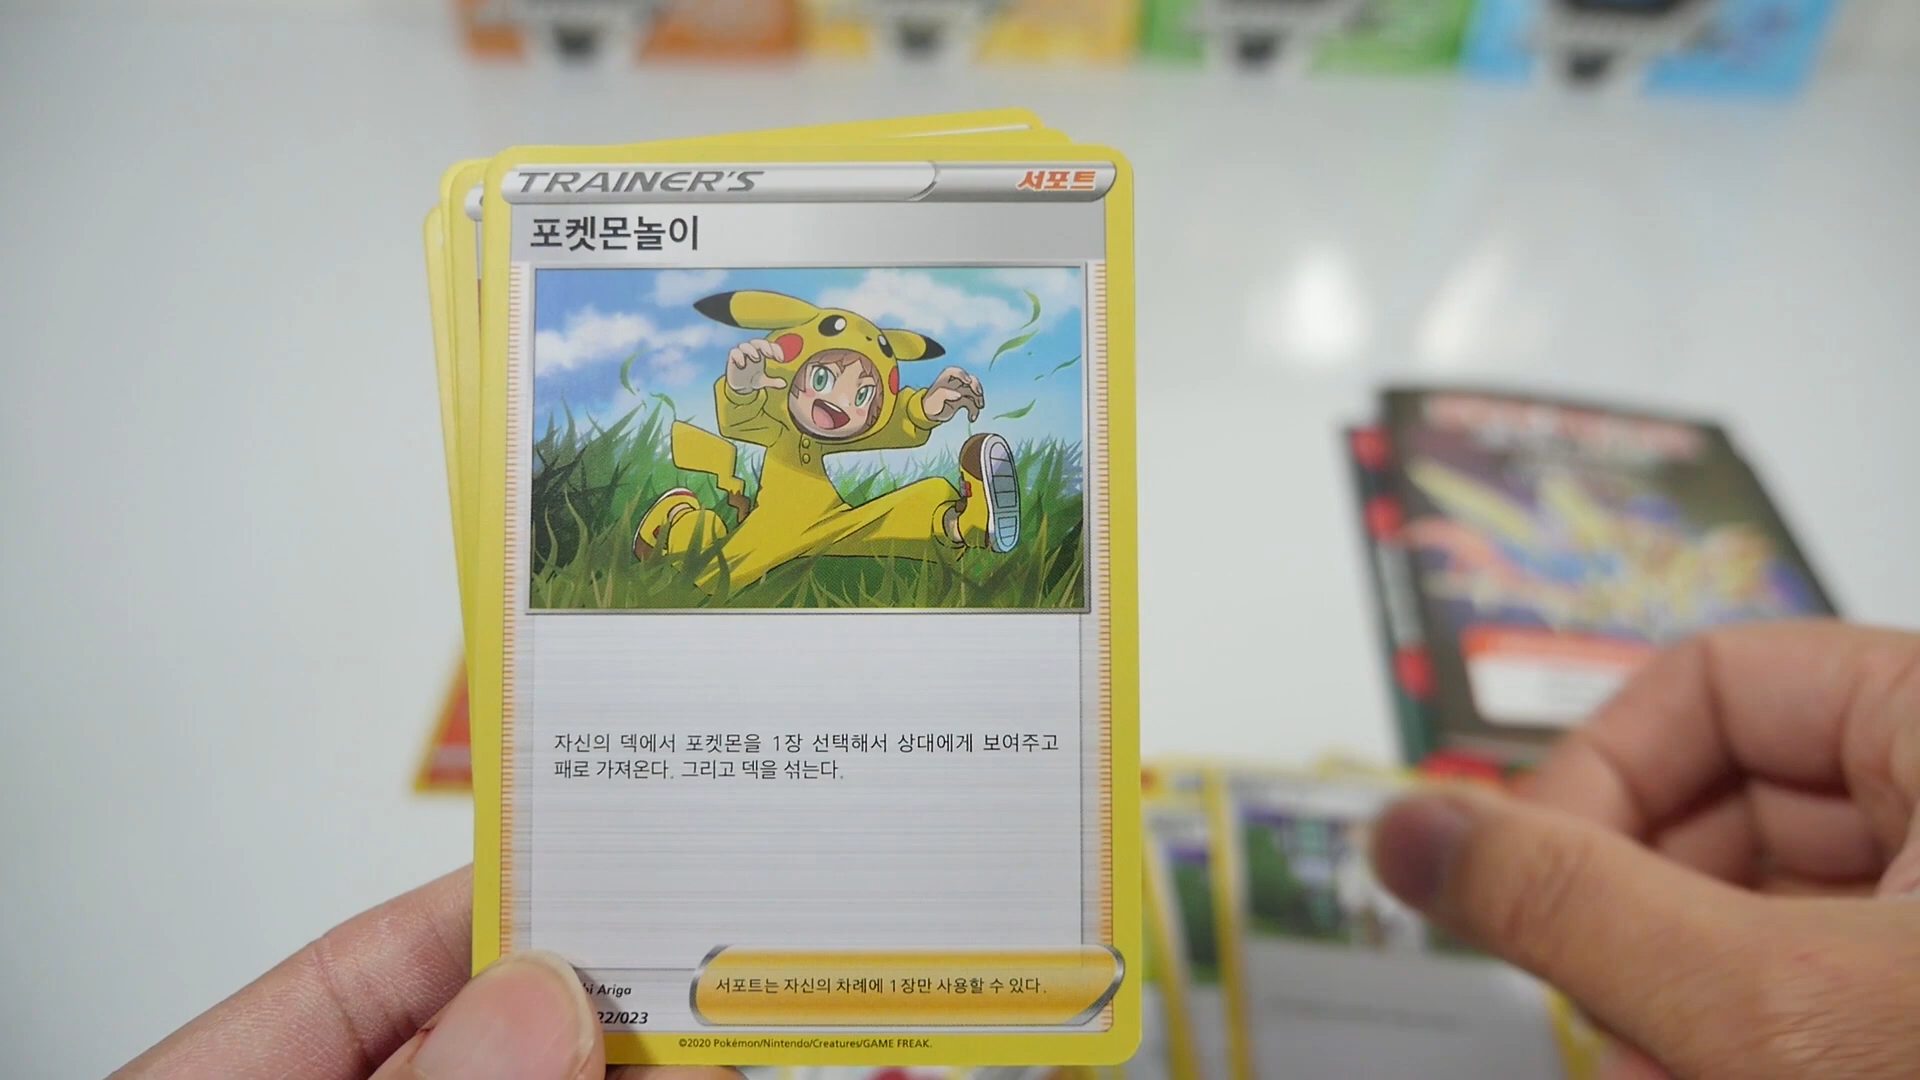 TRAINER'S
서포트
포켓몬놀이
자신의 덱에서 포켓몬을 1장 선택해서 상대에게 보여주고
패로 가져온다. 그리고 덱을 섞는다.
서포트는 자신의 차례에 1장만 사용할 수 있다.
Ariga
/023
©2020 Pokémon/Nintendo/Creatures/GAME FREAK.